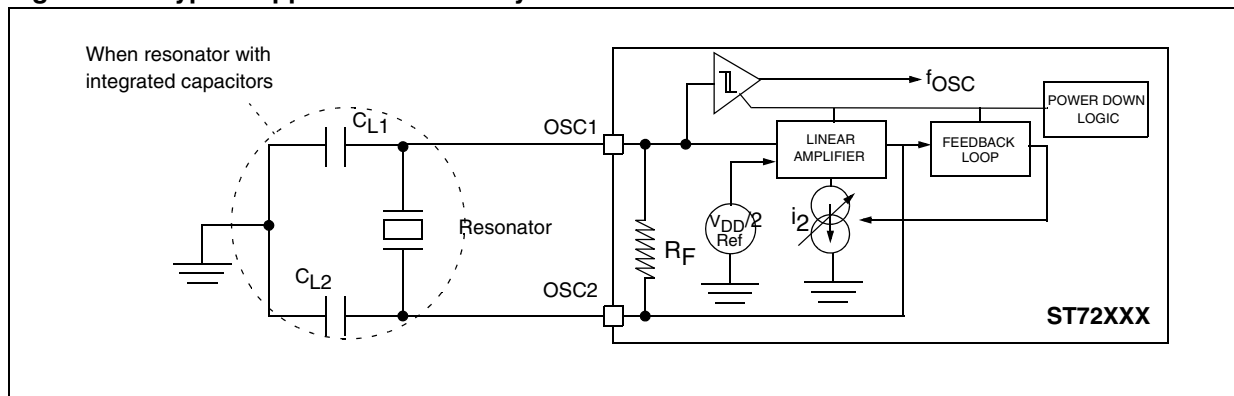 When resonator with
integrated capacitors
CL1
OSC1
fOSC
POWER DOWN
LOGIC
LINEAR
AMPLIFIER
FEEDBACK
LOOP
Resonator
RF
VDD/2
Ref
i2
CL2
OSC2
ST72XXX